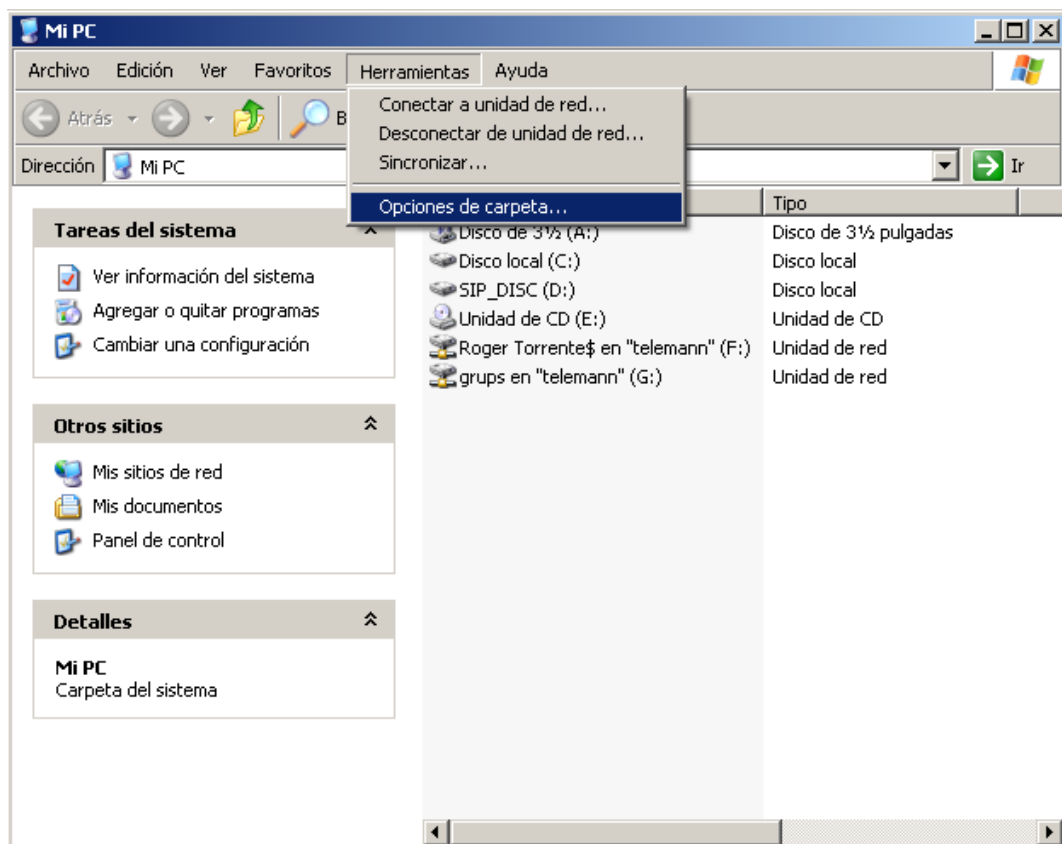 Mi PC
Archivo Edición Ver Favoritos Herramientas Ayuda
Conectar a unidad de red...
Desconectar de unidad de red...
Sincronizar...
Opciones de carpeta...
Atrás B
Dirección Mi PC Ir
Tipo
Tareas del sistema
Ver información del sistema
Agregar o quitar programas
Cambiar una configuración
Otros sitios
Mis sitios de red
Mis documentos
Panel de control
Detalles
Mi PC
Carpeta del sistema
Disco de 3½ (A:) Disco de 3½ pulgadas
Disco local (C:) Disco local
SIP_DISC (D:) Disco local
Unidad de CD (E:) Unidad de CD
Roger Torrente$ en "telemann" (F:) Unidad de red
grups en "telemann" (G:) Unidad de red